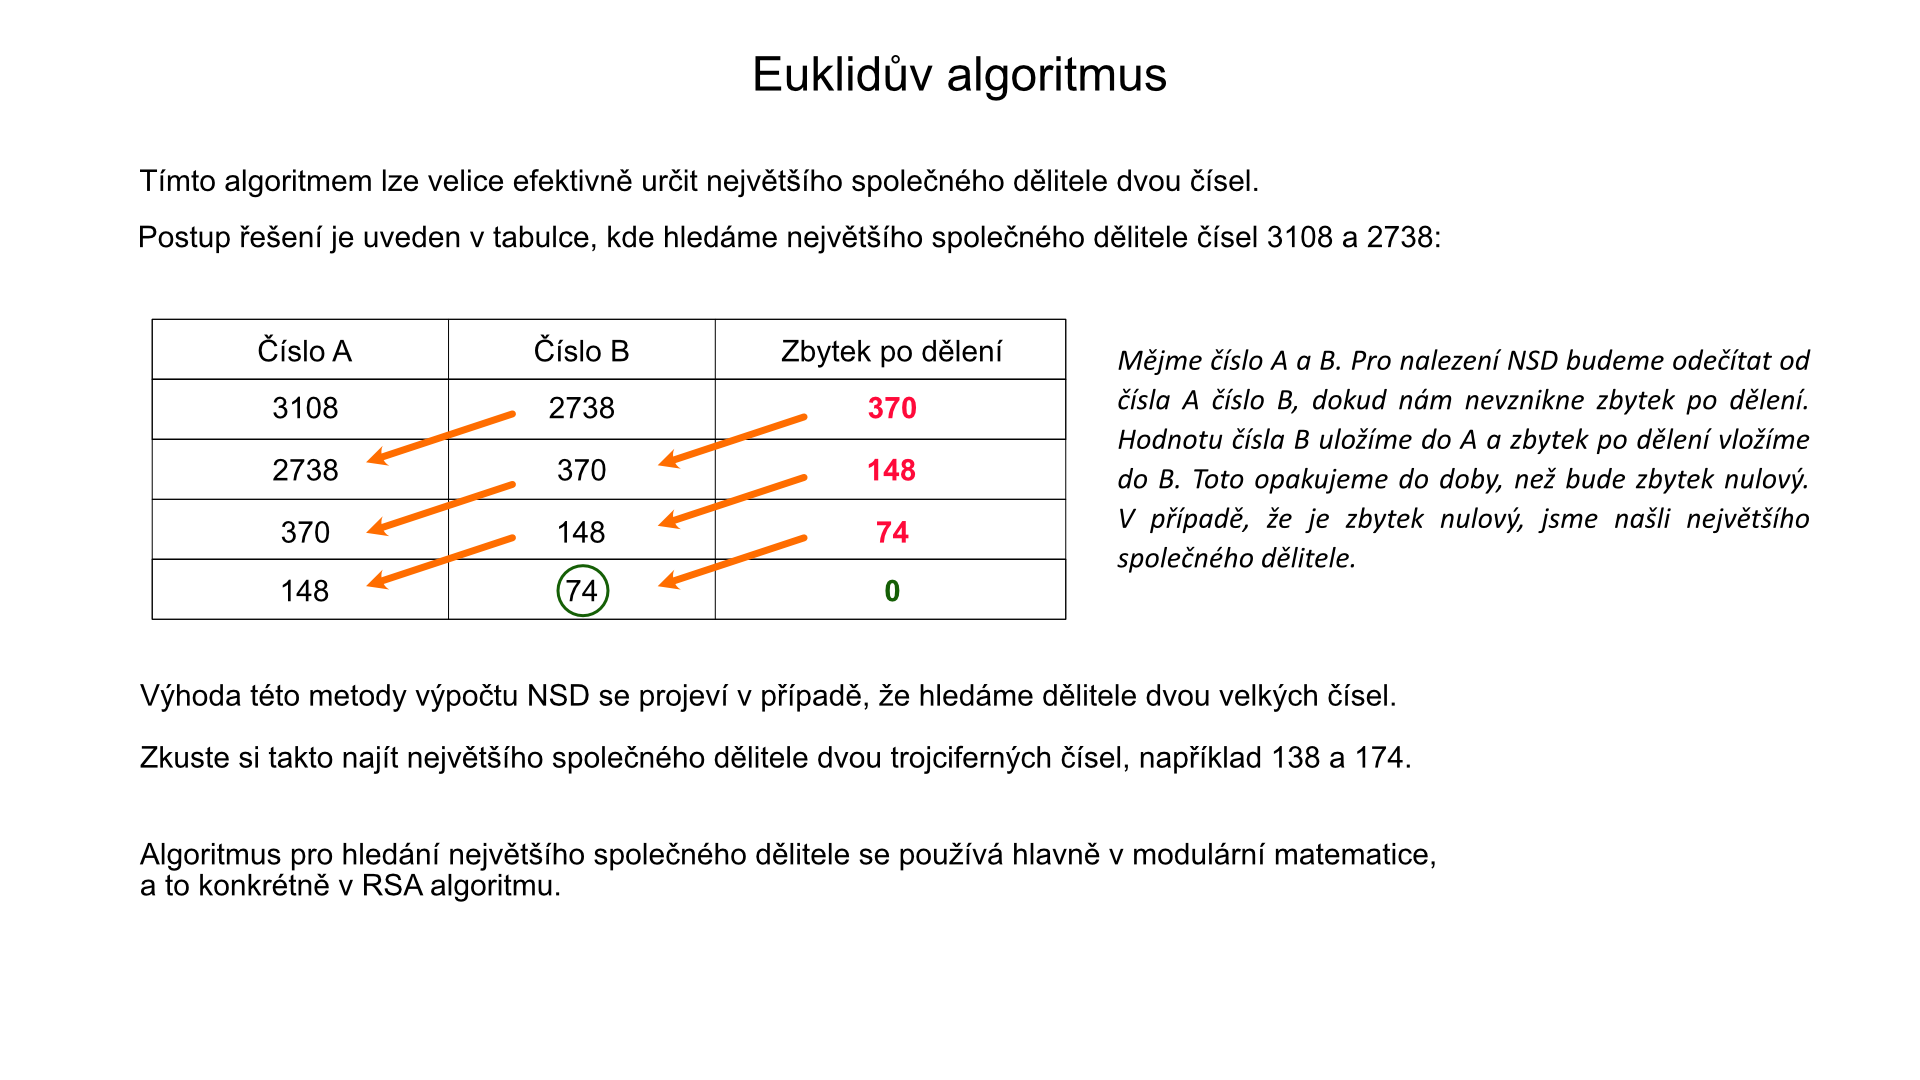 Euklidův algoritmus
Tímto algoritmem lze velice efektivně určit největšího společného dělitele dvou čísel.
Postup řešení je uveden v tabulce, kde hledáme největšího společného dělitele čísel 3108 a 2738:
Číslo A Číslo B Zbytek po dělení
3108 2738 370
2738 370 148
370 148 74
148 74 0
Mějme číslo A a B. Pro nalezení NSD budeme odečítat od
čísla A číslo B, dokud nám nevznikne zbytek po dělení.
Hodnotu čísla B uložíme do A a zbytek po dělení vložíme
do B. Toto opakujeme do doby, než bude zbytek nulový.
V případě, že je zbytek nulový, jsme našli největšího
společného dělitele.
Výhoda této metody výpočtu NSD se projeví v případě, že hledáme dělitele dvou velkých čísel.
Zkuste si takto najít největšího společného dělitele dvou trojciferných čísel, například 138 a 174.
Algoritmus pro hledání největšího společného dělitele se používá hlavně v modulární matematice,
a to konkrétně v RSA algoritmu.